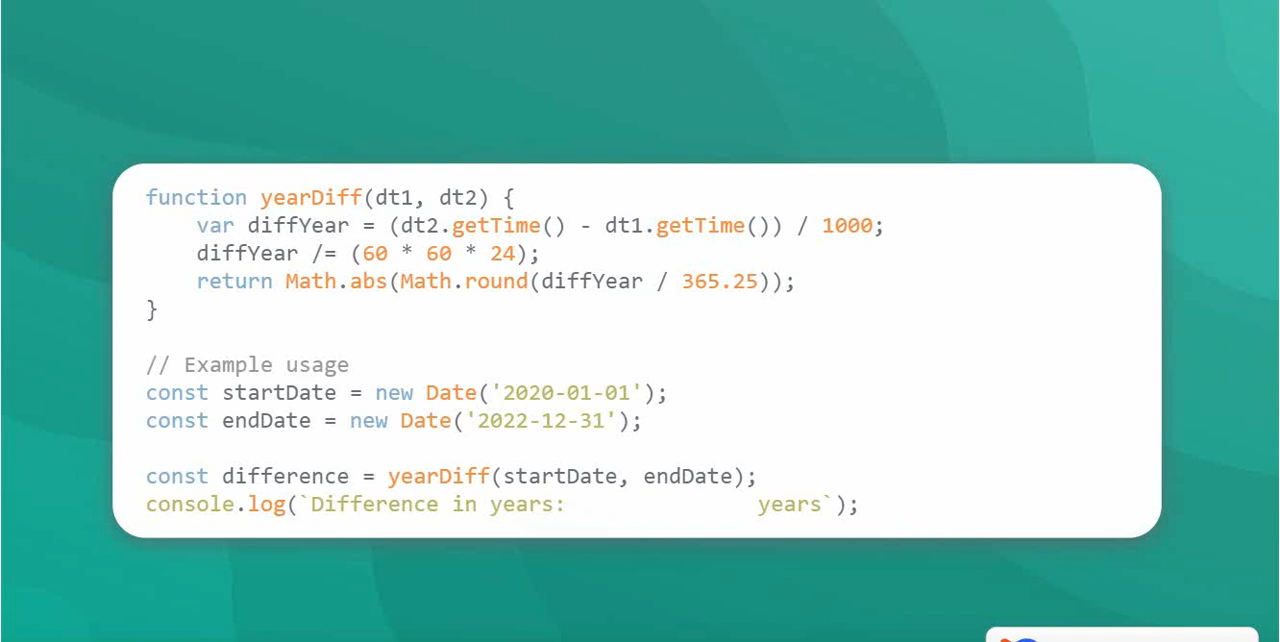 function yearDiff(dt1, dt2) {
    var diffYear = (dt2.getTime() - dt1.getTime()) / 1000;
    diffYear /= (60 * 60 * 24);
    return Math.abs(Math.round(diffYear / 365.25));
}
// Example usage
const startDate = new Date('2020-01-01');
const endDate = new Date('2022-12-31');
const difference = yearDiff(startDate, endDate);
console.log(`Difference in years:               years`);